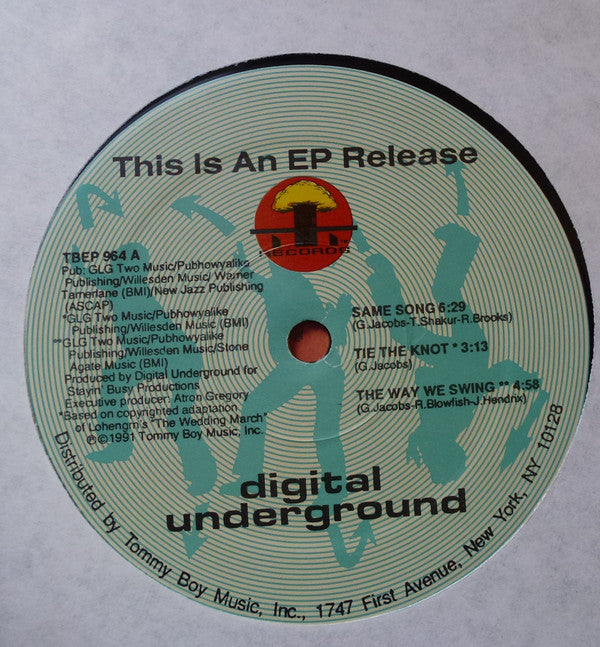 This Is An EP Release
T.
RECORDS
TBEP 964 A
Pub: GLG Two Music/Pubhowyalike
Publishing/Willesden Music/ Warner
Tamerlane (BMI)/New Jazz Publishing
(ASCAP)
*GLG Two Music/Pubhowyalike
Publishing/Willesden Music (BMI)
**GLG Two Music/Pubhowyalike
Publishing/Willesden Music/Stone
Agate Music (BMI)
Produced by Digital Underground for
Stayin' Busy Productions
Executive producer: Atron Gregory
*Based on copyrighted adaptation
of Lohengrn's "The Wedding March"
℗©1991 Tommy Boy Music, Inc.
SAME SONG 6:29
(G.Jacobs-T.Shakur-R.Brooks)
TIE THE KNOT * 3:13
(G.Jacobs)
THE WAY WE SWING ** 4:58
(G.Jacobs-R.Blowfish-J.Hendrix)
digital
underground
Distributed by Tommy Boy Music, Inc., 1747 First Avenue, New York, NY 10128